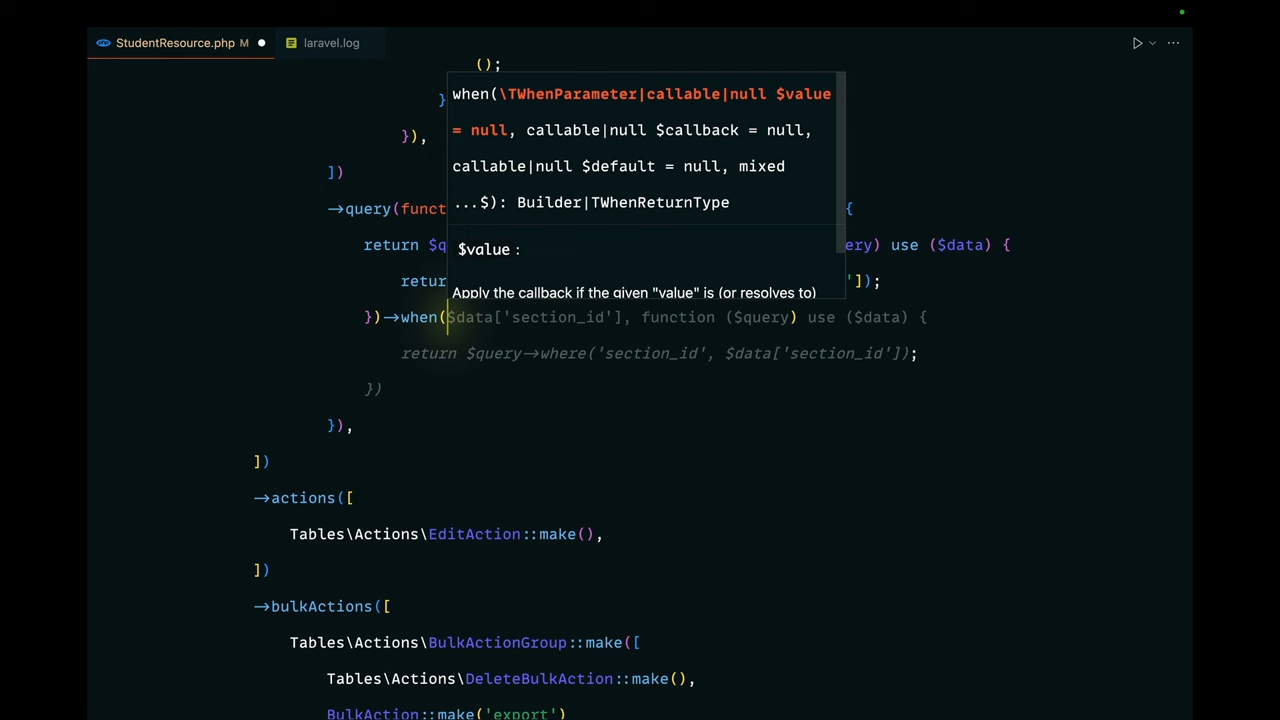 StudentResource.php M
laravel.log
();
}
}),
])
->query(funct
{
return $q
ery) use ($data) {
retur
']);
when(\TWhenParameter|callable|null $value
= null, callable|null $callback = null,
callable|null $default = null, mixed
...$): Builder|TWhenReturnType
$value :
Apply the callback if the given "value" is (or resolves to)
})->when($data['section_id'], function ($query) use ($data) {
return $query->where('section_id', $data['section_id']);
})
}),
])
->actions([
Tables\Actions\EditAction::make(),
])
->bulkActions([
Tables\Actions\BulkActionGroup::make([
Tables\Actions\DeleteBulkAction::make(),
BulkAction::make('export')